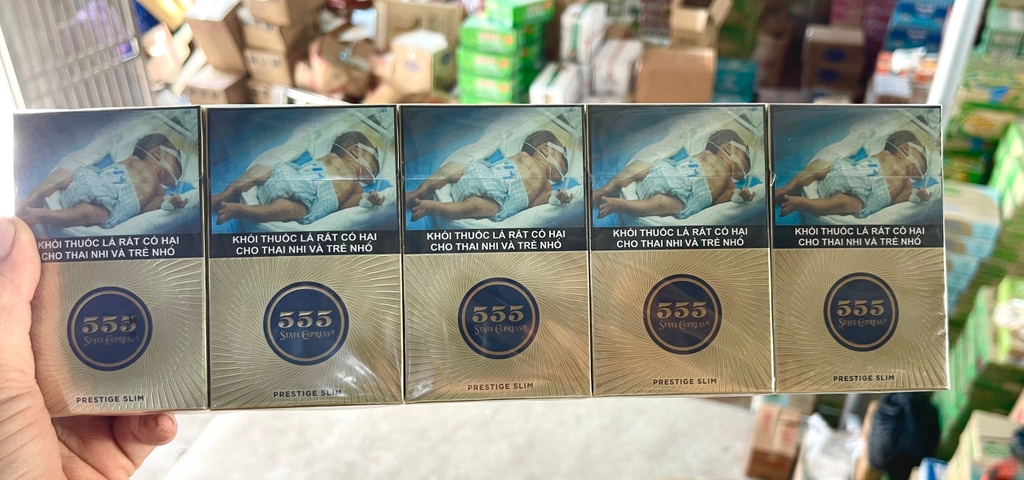 KHÓI THUỐC LÁ RẤT CÓ HẠI
CHO THAI NHI VÀ TRẺ NHỎ
555
STATE EXPRESS
PRESTIGE SLIM
KHÓI THUỐC LÁ RẤT CÓ HẠI
CHO THAI NHI VÀ TRẺ NHỎ
555
STATE EXPRESS
PRESTIGE SLIM
KHÓI THUỐC LÁ RẤT CÓ HẠI
CHO THAI NHI VÀ TRẺ NHỎ
555
STATE EXPRESS
PRESTIGE SLIM
KHÓI THUỐC LÁ RẤT CÓ HẠI
CHO THAI NHI VÀ TRẺ NHỎ
555
STATE EXPRESS
PRESTIGE SLIM
KHÓI THUỐC LÁ RẤT CÓ HẠI
CHO THAI NHI VÀ TRẺ NHỎ
555
STATE EXPRESS
PRESTIGE SLIM